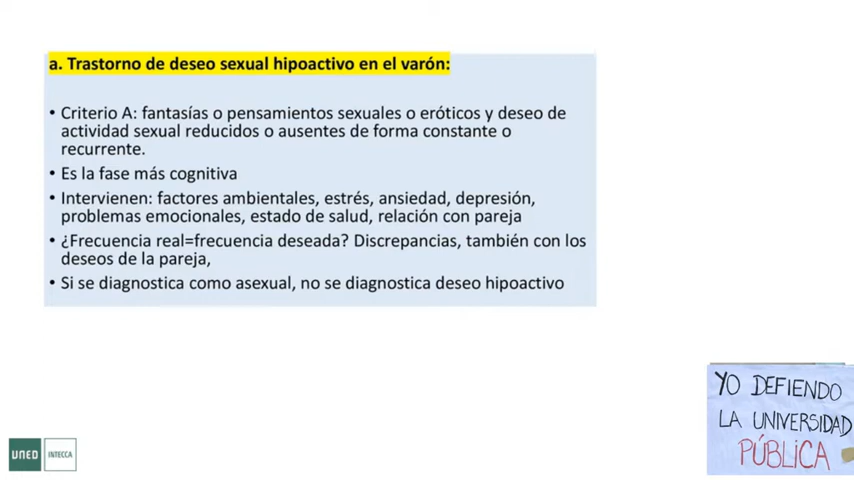 a. Trastorno de deseo sexual hipoactivo en el varón:
• Criterio A: fantasías o pensamientos sexuales o eróticos y deseo de
actividad sexual reducidos o ausentes de forma constante o
recurrente.
• Es la fase más cognitiva
• Intervienen: factores ambientales, estrés, ansiedad, depresión,
problemas emocionales, estado de salud, relación con pareja
• ¿Frecuencia real=frecuencia deseada? Discrepancias, también con los
deseos de la pareja,
• Si se diagnostica como asexual, no se diagnostica deseo hipoactivo
YO DEFIENDO
LA UNIVERSIDAD
PÚBLICA
UNED INTECCA